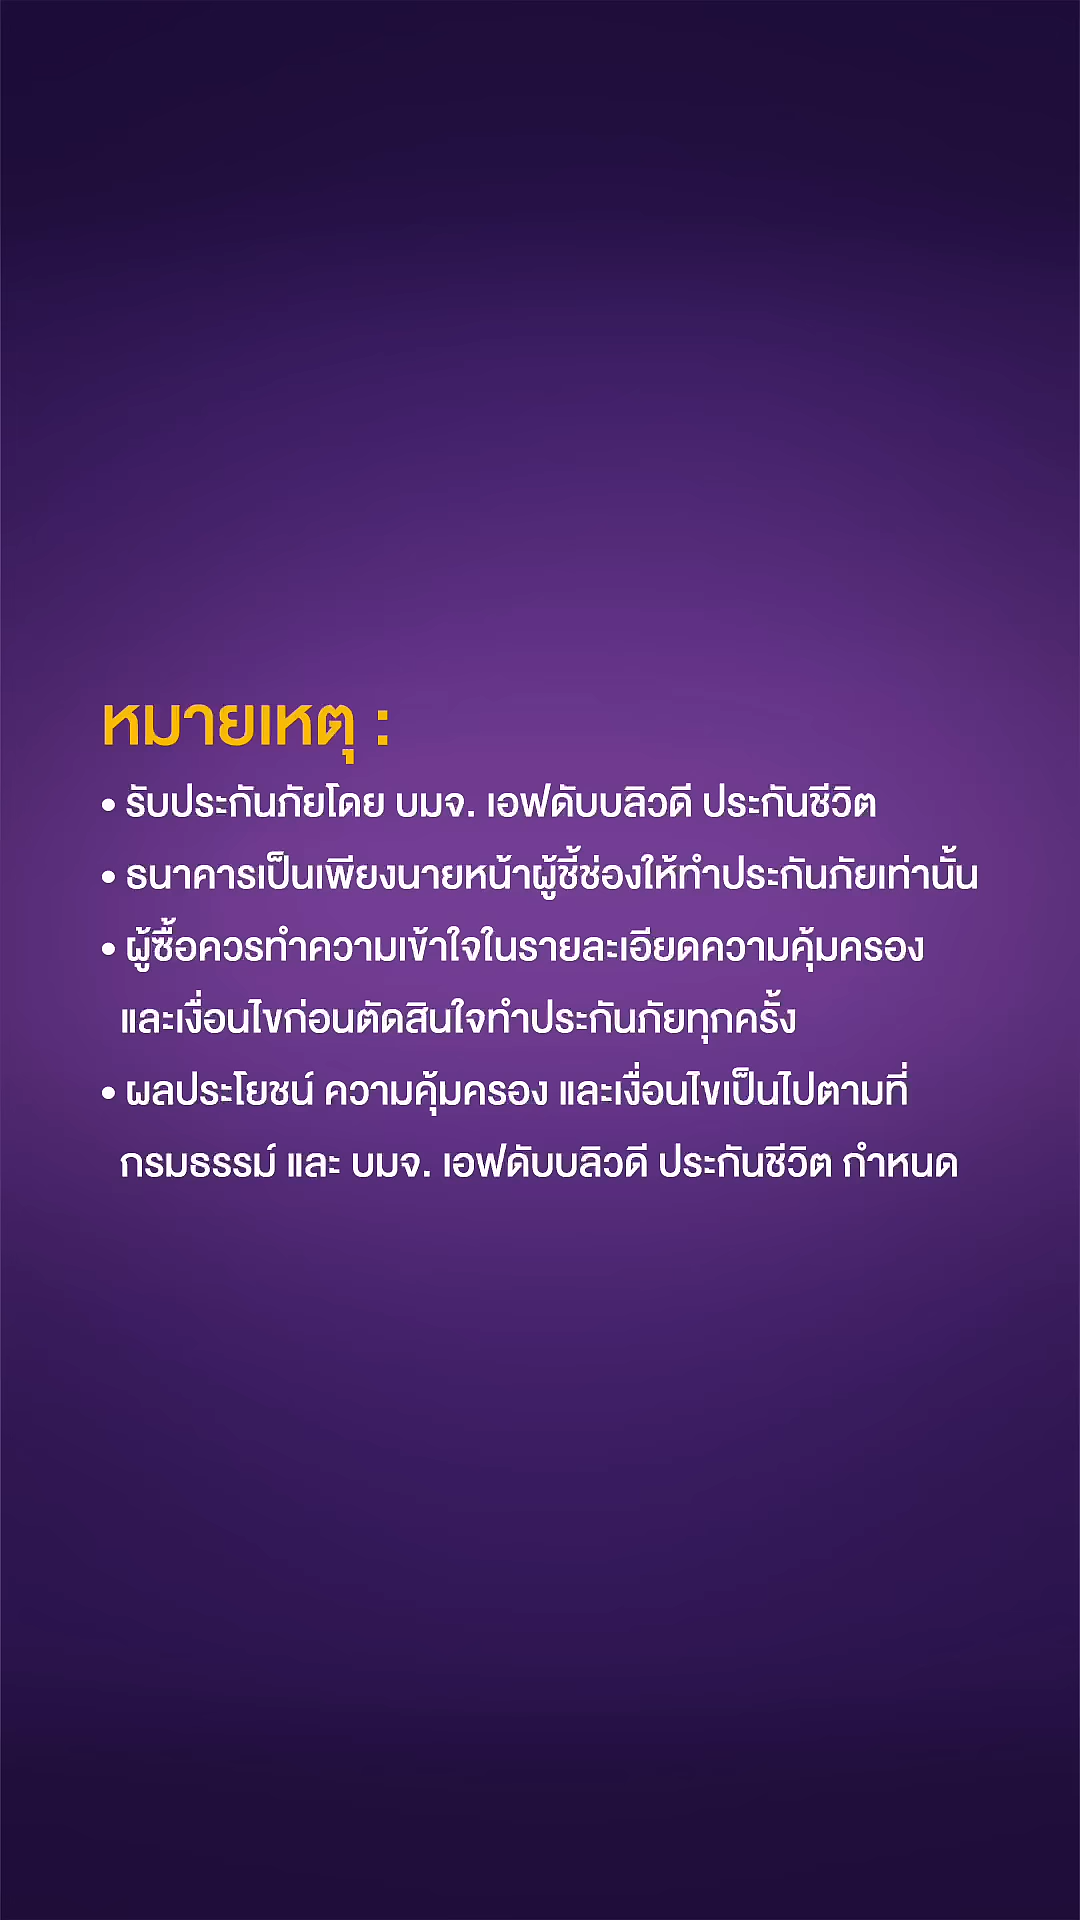 หมายเหตุ :
• รับประกันภัยโดย บมจ. เอฟดับบลิวดี ประกันชีวิต
• ธนาคารเป็นเพียงนายหน้าผู้ชี้ช่องให้ทำประกันภัยเท่านั้น
• ผู้ซื้อควรทำความเข้าใจในรายละเอียดความคุ้มครอง
และเงื่อนไขก่อนตัดสินใจทำประกันภัยทุกครั้ง
• ผลประโยชน์ ความคุ้มครอง และเงื่อนไขเป็นไปตามที่
กรมธรรม์ และ บมจ. เอฟดับบลิวดี ประกันชีวิต กำหนด